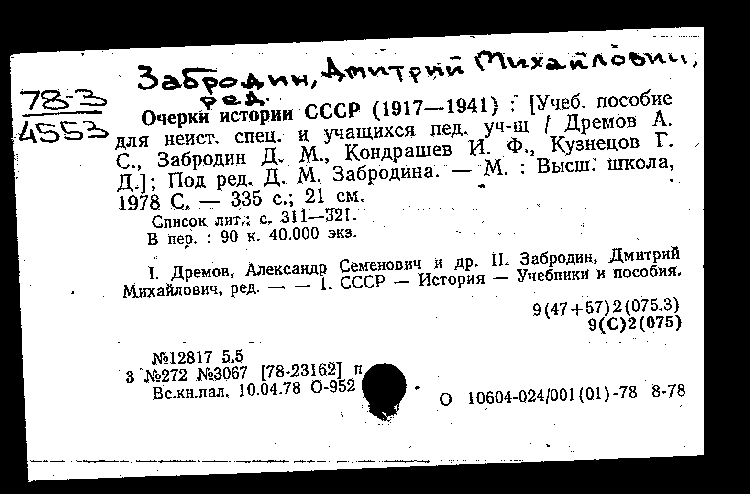 Забродин, Дмитрий Михайлович,
ред.
78-3
4553
Очерки истории СССР (1917—1941) : [Учеб. пособие
для неист. спец. и учащихся пед. уч-щ / Дремов А.
С., Забродин Д. М., Кондрашев И. Ф., Кузнецов Г.
Д.]; Под ред. Д. М. Забродина. — М. : Высш. школа,
1978 С. — 335 с.; 21 см.
Список лит.: с. 311—321.
В пер. : 90 к. 40.000 экз.
I. Дремов, Александр Семенович и др. II. Забродин, Дмитрий
Михайлович, ред. — — 1. СССР — История — Учебники и пособия.
9(47+57)2(075.3)
9(С)2(075)
№12817 5.5
3 №272 №3067 [78-23162] п
Вс.кн.пал. 10.04.78 О-952
О 10604-024/001(01)-78 8-78